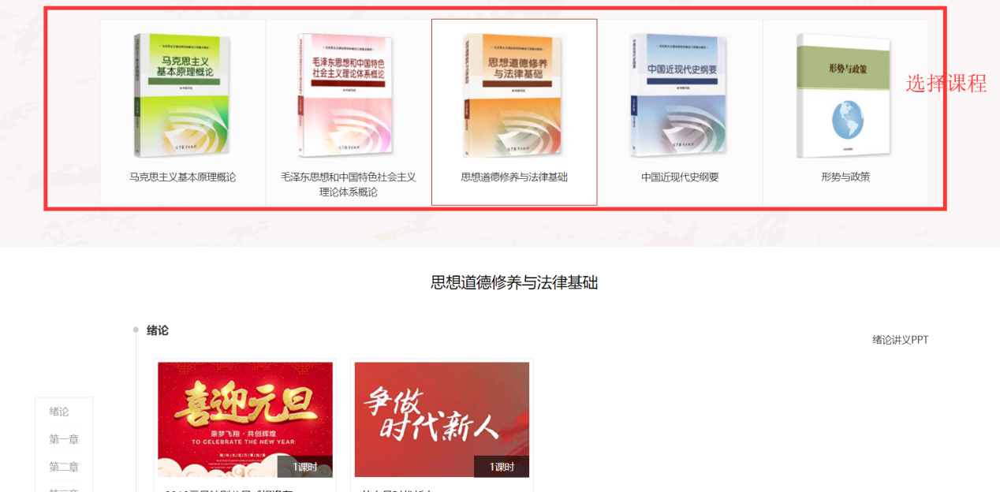 马克思主义
基本原理概论
毛泽东思想和中国特色
社会主义理论体系概论
思想道德修养
与法律基础
中国近现代史纲要
形势与政策
选择课程
马克思主义基本原理概论
毛泽东思想和中国特色社会主义
理论体系概论
思想道德修养与法律基础
中国近现代史纲要
形势与政策
思想道德修养与法律基础
绪论
绪论讲义PPT
喜迎元旦
乘梦飞翔·共创辉煌
TO CELEBRATE THE NEW YEAR
1课时
争做
时代新人
1课时
绪论
第一章
第二章